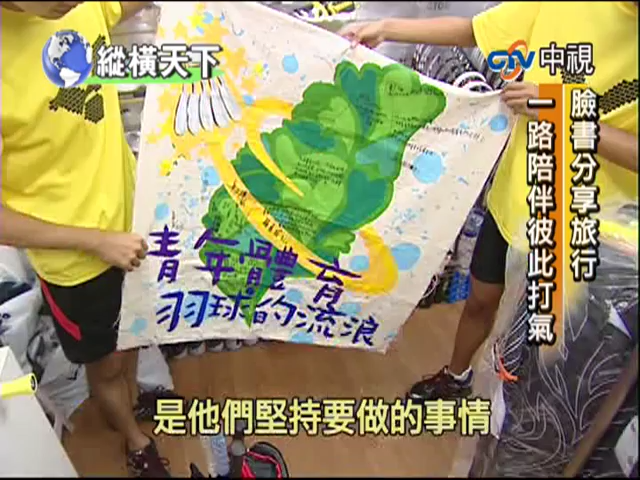 縱橫天下
CTV中視
臉書分享旅行
一路陪伴彼此打氣
青年體育
羽球的流浪
是他們堅持要做的事情